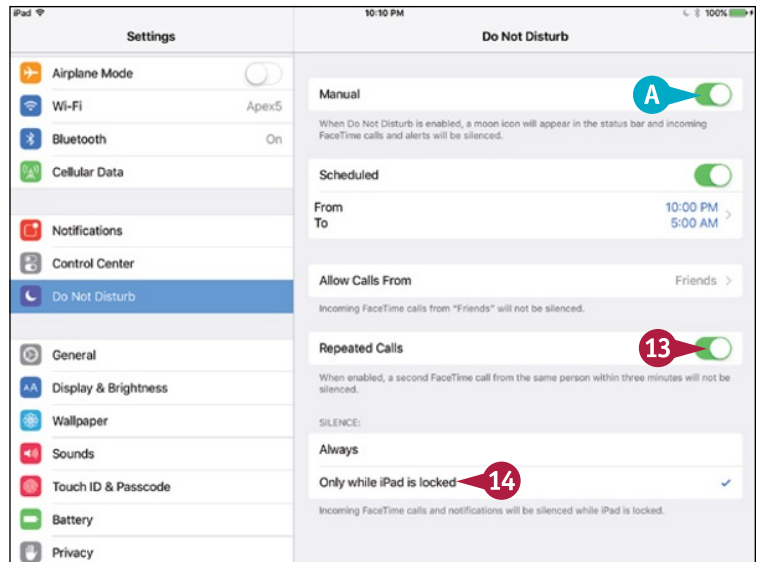 iPad 10:10 PM 100%
Settings
Do Not Disturb
Airplane Mode
Wi-Fi Apex5
Bluetooth On
Cellular Data
Notifications
Control Center
Do Not Disturb
General
Display & Brightness
Wallpaper
Sounds
Touch ID & Passcode
Battery
Privacy
Manual A
When Do Not Disturb is enabled, a moon icon will appear in the status bar and incoming
FaceTime calls and alerts will be silenced.
Scheduled
From 10:00 PM
To 5:00 AM
Allow Calls From Friends
Incoming FaceTime calls from "Friends" will not be silenced.
Repeated Calls 13
When enabled, a second FaceTime call from the same person within three minutes will not be
silenced.
SILENCE:
Always
Only while iPad is locked 14
Incoming FaceTime calls and notifications will be silenced while iPad is locked.